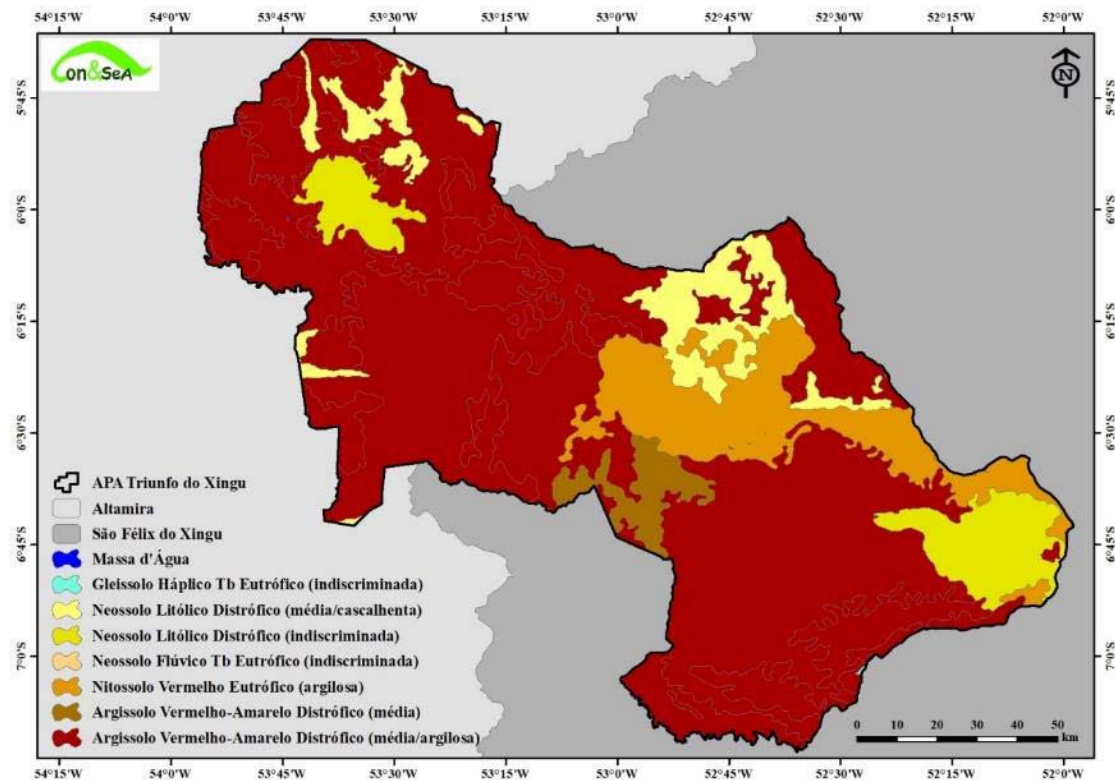 54°15'W 54°0'W 53°45'W 53°30'W 53°15'W 53°0'W 52°45'W 52°30'W 52°15'W 52°0'W
on&SeA
N
5°45'S 5°45'S
6°0'S 6°0'S
6°15'S 6°15'S
6°30'S 6°30'S
6°45'S 6°45'S
7°0'S 7°0'S
APA Triunfo do Xingu
Altamira
São Félix do Xingu
Massa d'Água
Gleissolo Háplico Tb Eutrófico (indiscriminada)
Neossolo Litólico Distrófico (média/cascalhenta)
Neossolo Litólico Distrófico (indiscriminada)
Neossolo Flúvico Tb Eutrófico (indiscriminada)
Nitossolo Vermelho Eutrófico (argilosa)
Argissolo Vermelho-Amarelo Distrófico (média)
Argissolo Vermelho-Amarelo Distrófico (média/argilosa)
0 10 20 30 40 50
km
54°15'W 54°0'W 53°45'W 53°30'W 53°15'W 53°0'W 52°45'W 52°30'W 52°15'W 52°0'W